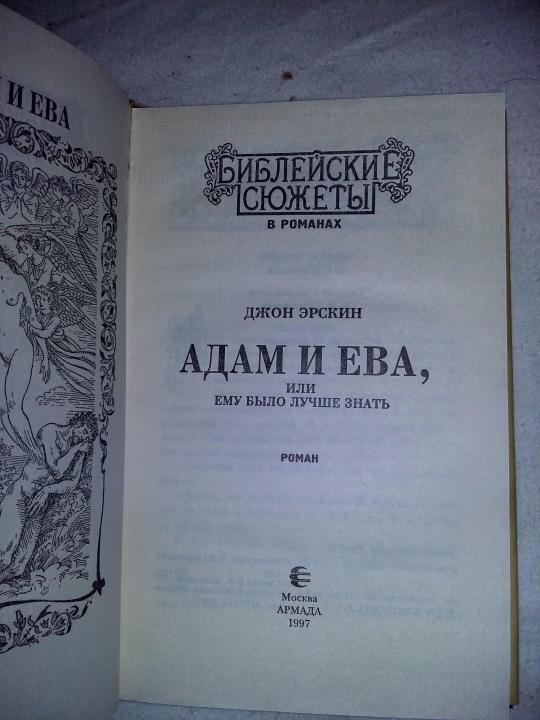 И ЕВА
БИБЛЕЙСКИЕ
СЮЖЕТЫ
В РОМАНАХ
ДЖОН ЭРСКИН
АДАМ И ЕВА,
ИЛИ
ЕМУ БЫЛО ЛУЧШЕ ЗНАТЬ
РОМАН
Москва
АРМАДА
1997